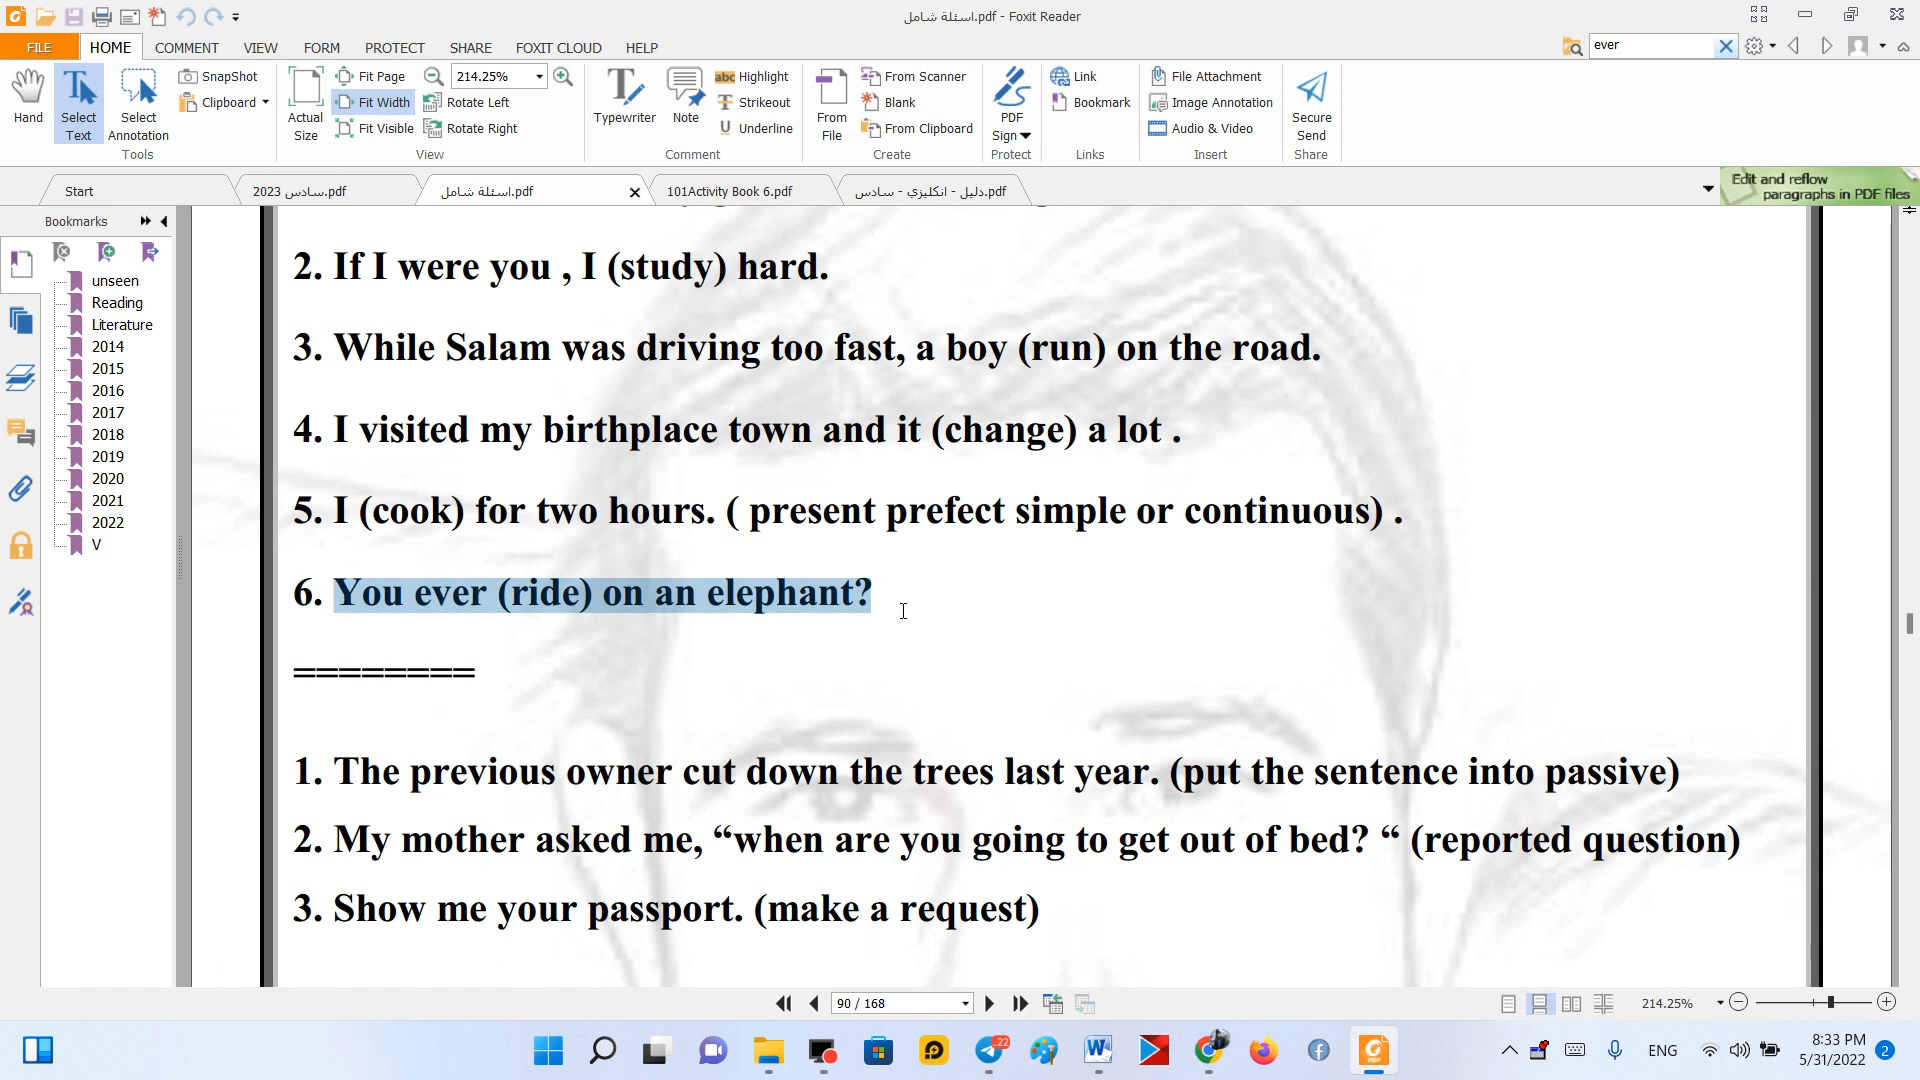 اسئلة شامل.pdf - Foxit Reader
FILE HOME COMMENT VIEW FORM PROTECT SHARE FOXIT CLOUD HELP ever
Hand
Select Text
Select Annotation
SnapShot
Clipboard
Tools
Actual Size
Fit Page
Fit Width
Fit Visible
214.25%
Rotate Left
Rotate Right
View
Typewriter
Note
abc Highlight
Strikeout
Underline
Comment
From File
From Scanner
Blank
From Clipboard
Create
PDF Sign
Protect
Link
Bookmark
Links
File Attachment
Image Annotation
Audio & Video
Insert
Secure Send
Share
Start
2023 سادس.pdf
اسئلة شامل.pdf
101Activity Book 6.pdf
دليل - انكليزي - سادس.pdf
Edit and reflow
paragraphs in PDF files
Bookmarks
unseen
Reading
Literature
2014
2015
2016
2017
2018
2019
2020
2021
2022
V
2. If I were you , I (study) hard.
3. While Salam was driving too fast, a boy (run) on the road.
4. I visited my birthplace town and it (change) a lot .
5. I (cook) for two hours. ( present prefect simple or continuous) .
6. You ever (ride) on an elephant?
========
1. The previous owner cut down the trees last year. (put the sentence into passive)
2. My mother asked me, “when are you going to get out of bed? “ (reported question)
3. Show me your passport. (make a request)
90 / 168
214.25%
..22
ENG
8:33 PM
5/31/2022
2